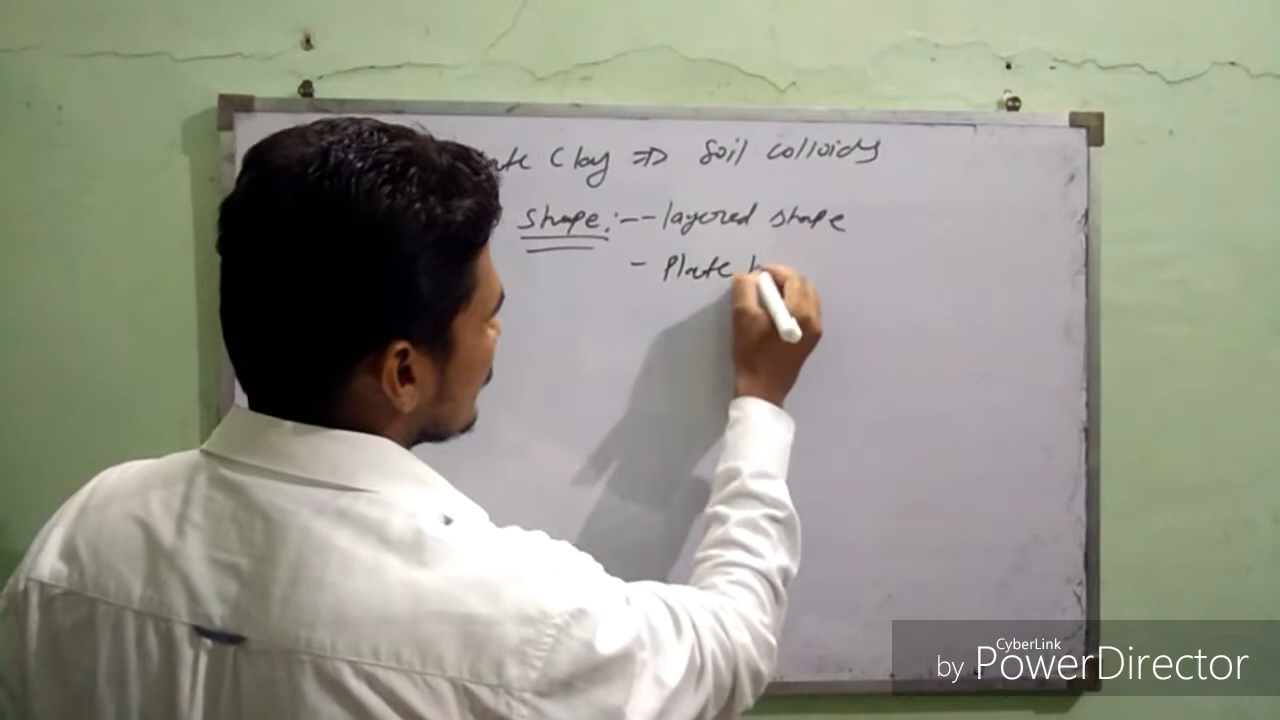 Clay => Soil colloids
Shape:-- layered shape
- Plate
CyberLink
by PowerDirector